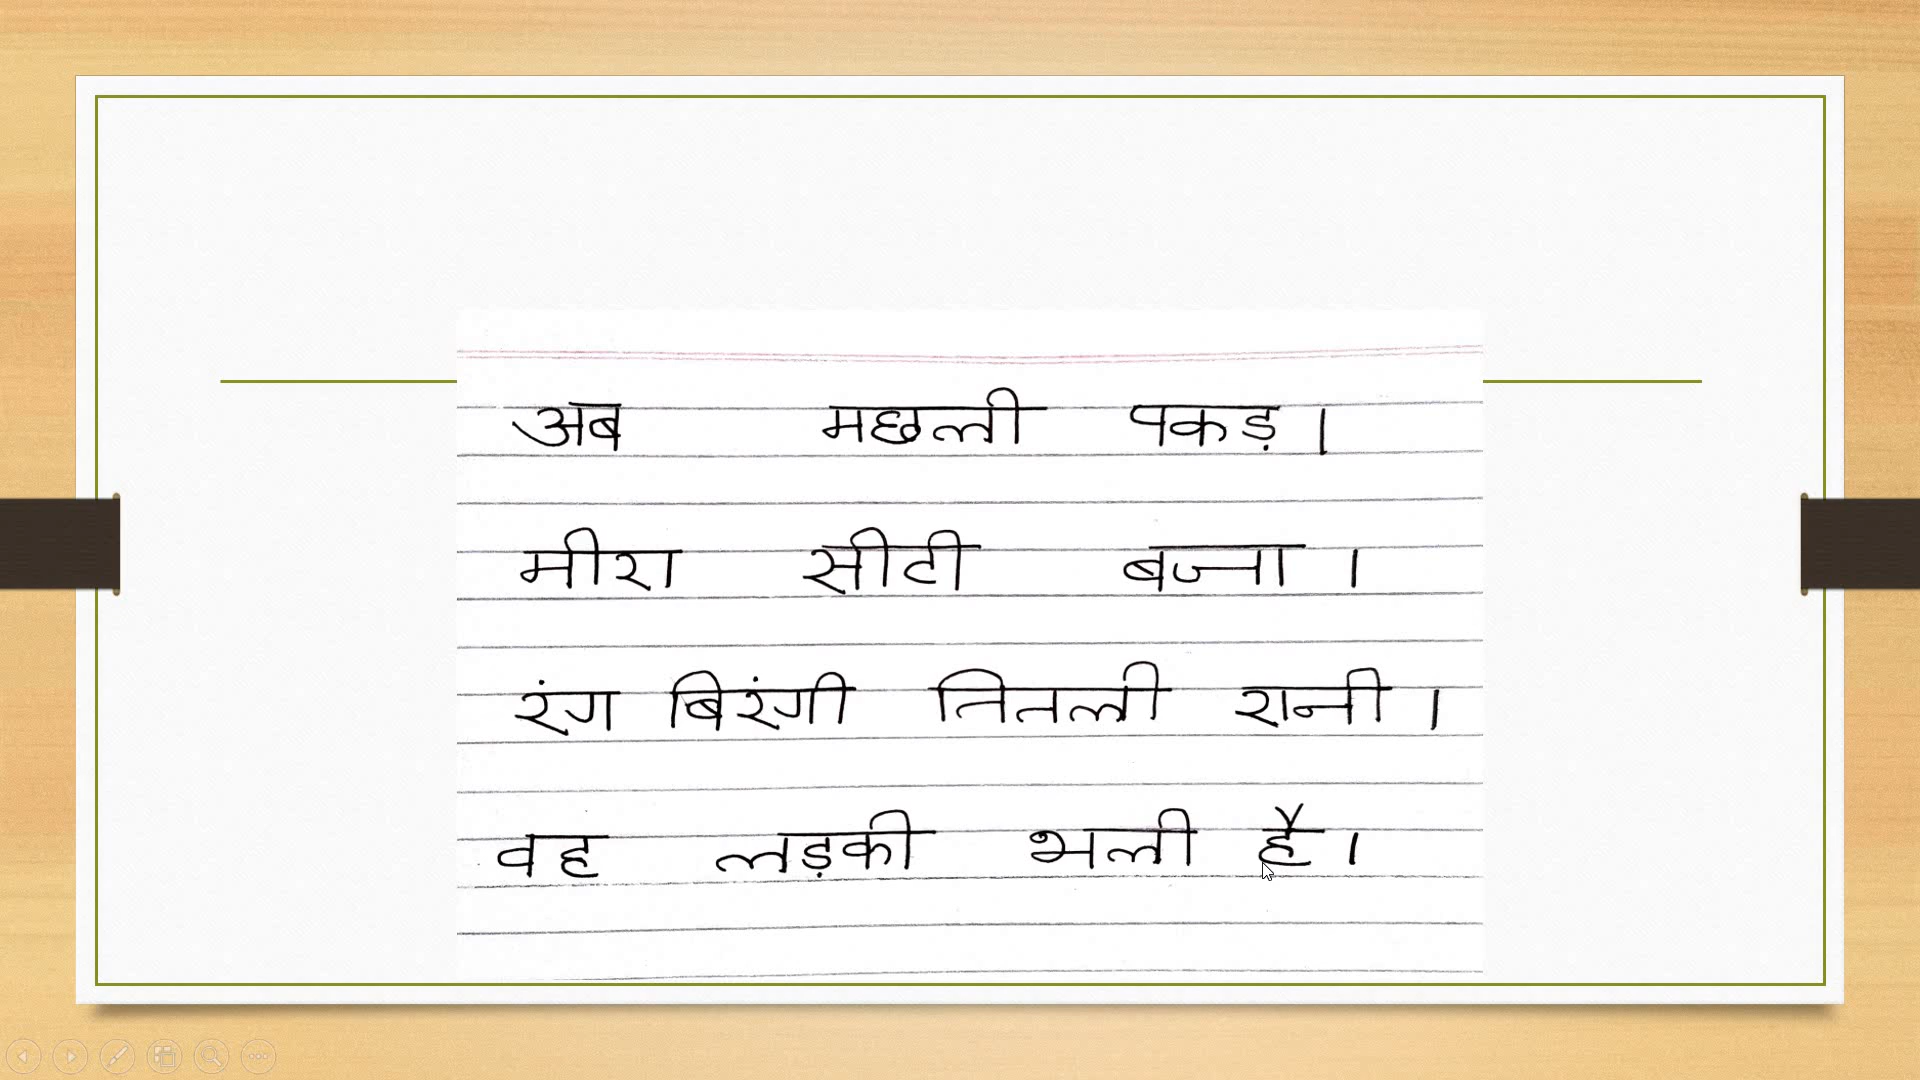 अब मछली पकड़।
मीरा सीटी बजा।
रंग बिरंगी तितली रानी।
वह लड़की भली है।